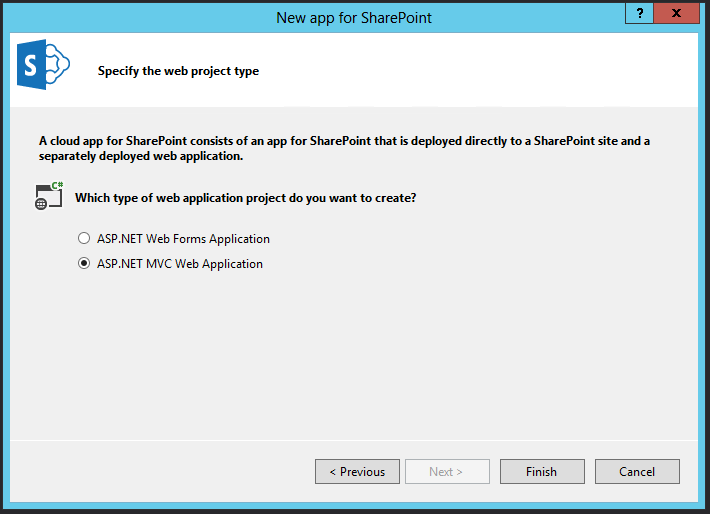 New app for SharePoint
?
x
S
Specify the web project type
A cloud app for SharePoint consists of an app for SharePoint that is deployed directly to a SharePoint site and a
separately deployed web application.
C#
Which type of web application project do you want to create?
ASP.NET Web Forms Application
ASP.NET MVC Web Application
< Previous
Next >
Finish
Cancel